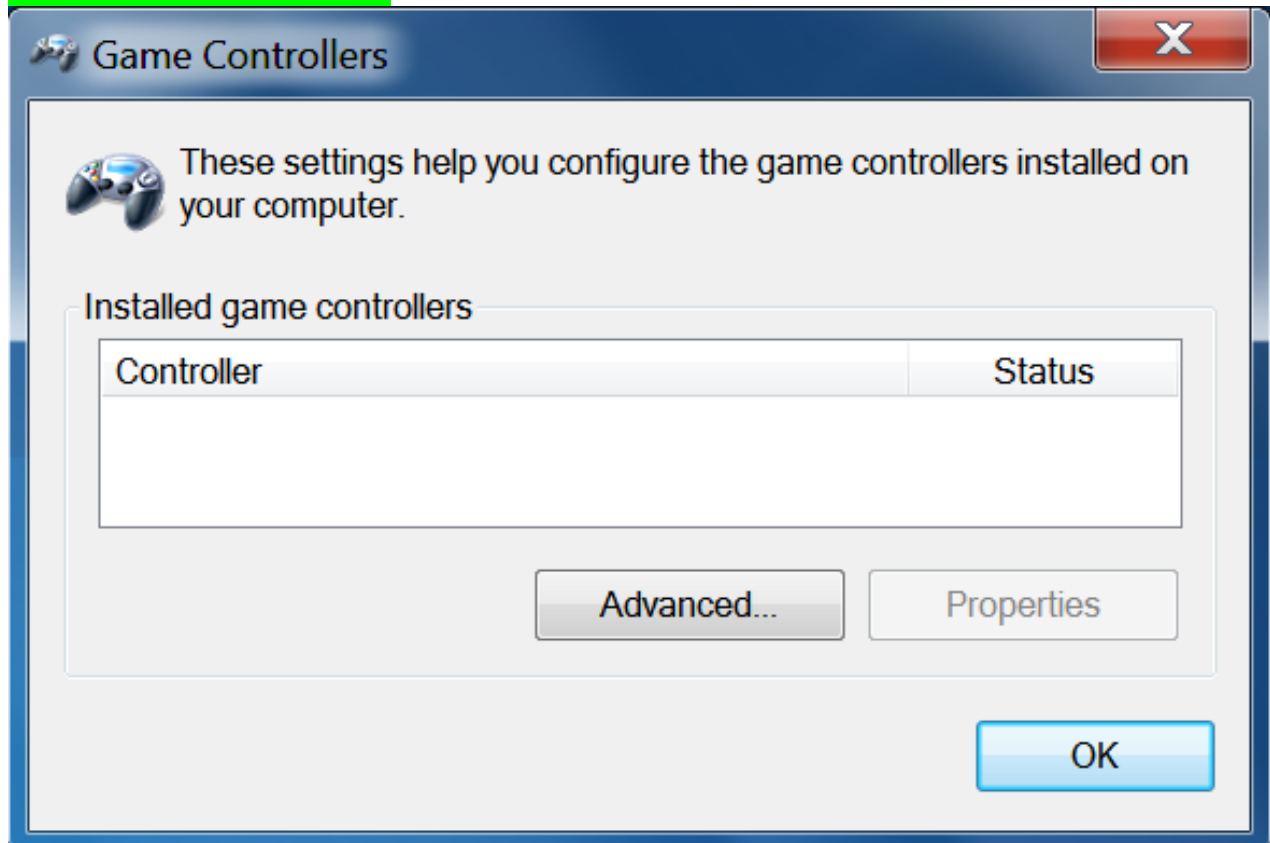 Game Controllers
These settings help you configure the game controllers installed on
your computer.
Installed game controllers
Controller Status
Advanced... Properties
OK